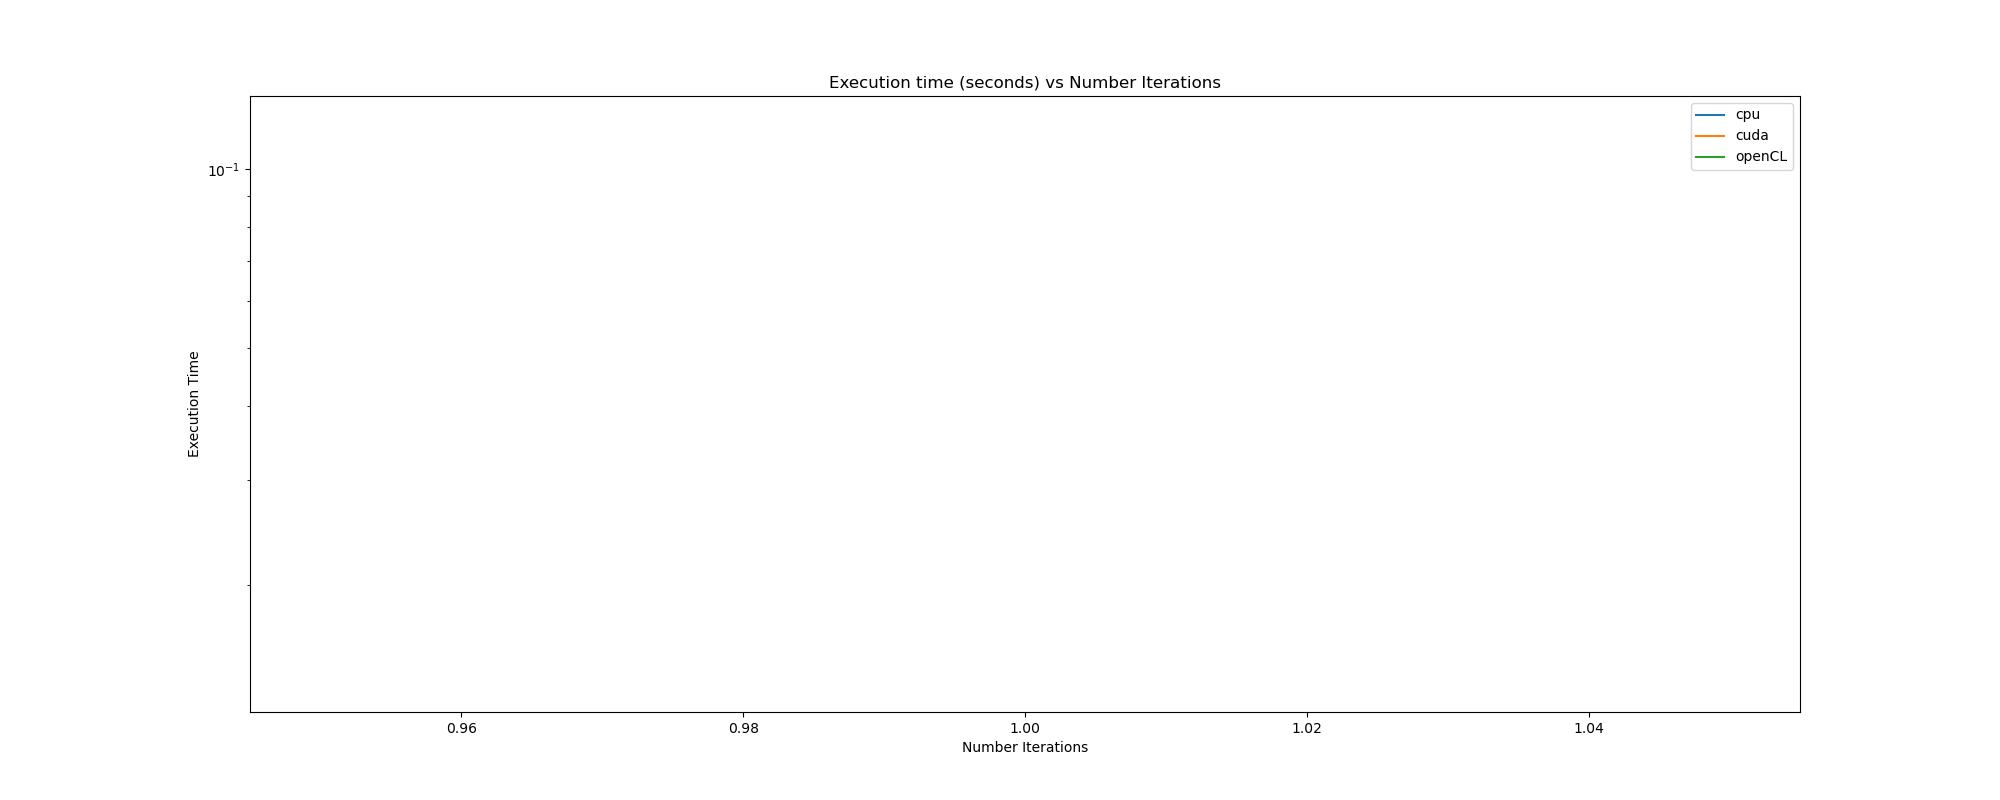 Execution time (seconds) vs Number Iterations
cpu
cuda
openCL
10⁻¹
Execution Time
0.96 0.98 1.00 1.02 1.04
Number Iterations